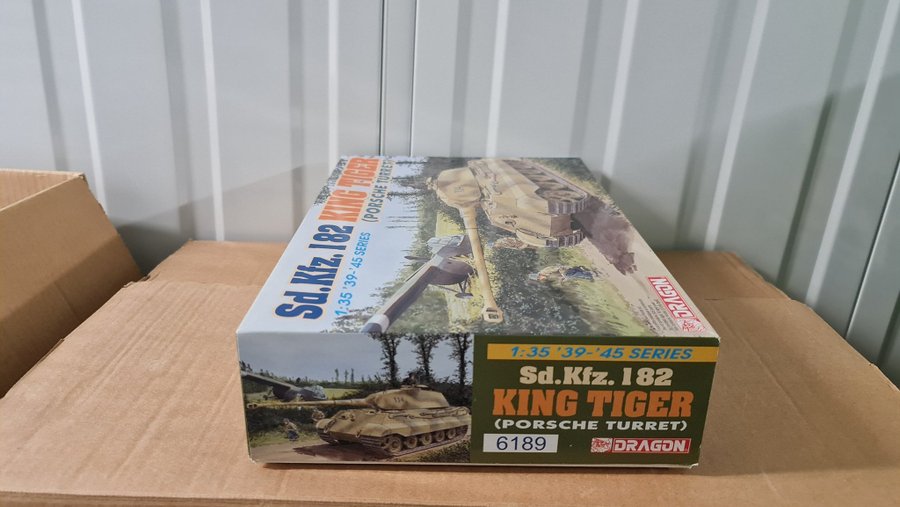 Sd.Kfz. 182 KING TIGER
(PORSCHE TURRET)
1:35 '39-'45 SERIES
DRAGON
1:35 '39-'45 SERIES
Sd.Kfz. 182
KING TIGER
(PORSCHE TURRET)
6189
DRAGON